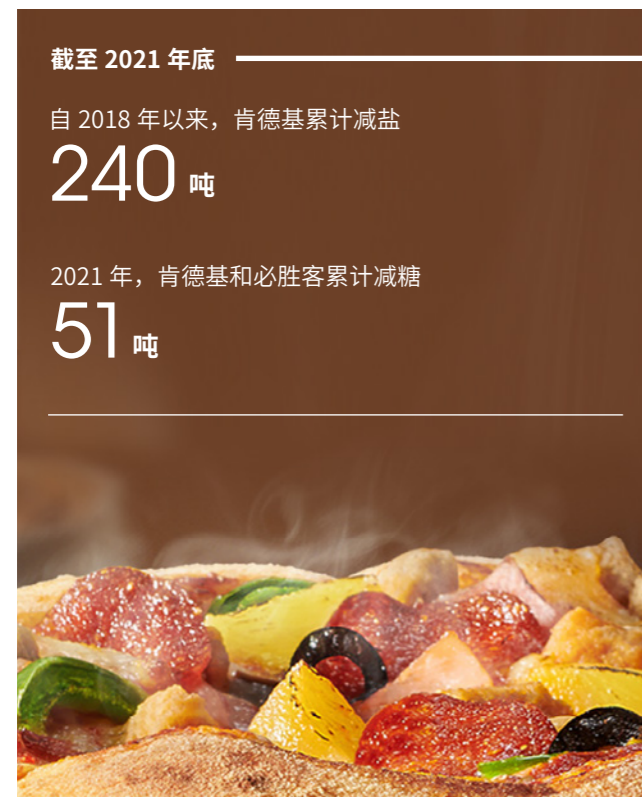 截至 2021 年底
自 2018 年以来，肯德基累计减盐
240 吨
2021 年，肯德基和必胜客累计减糖
51 吨